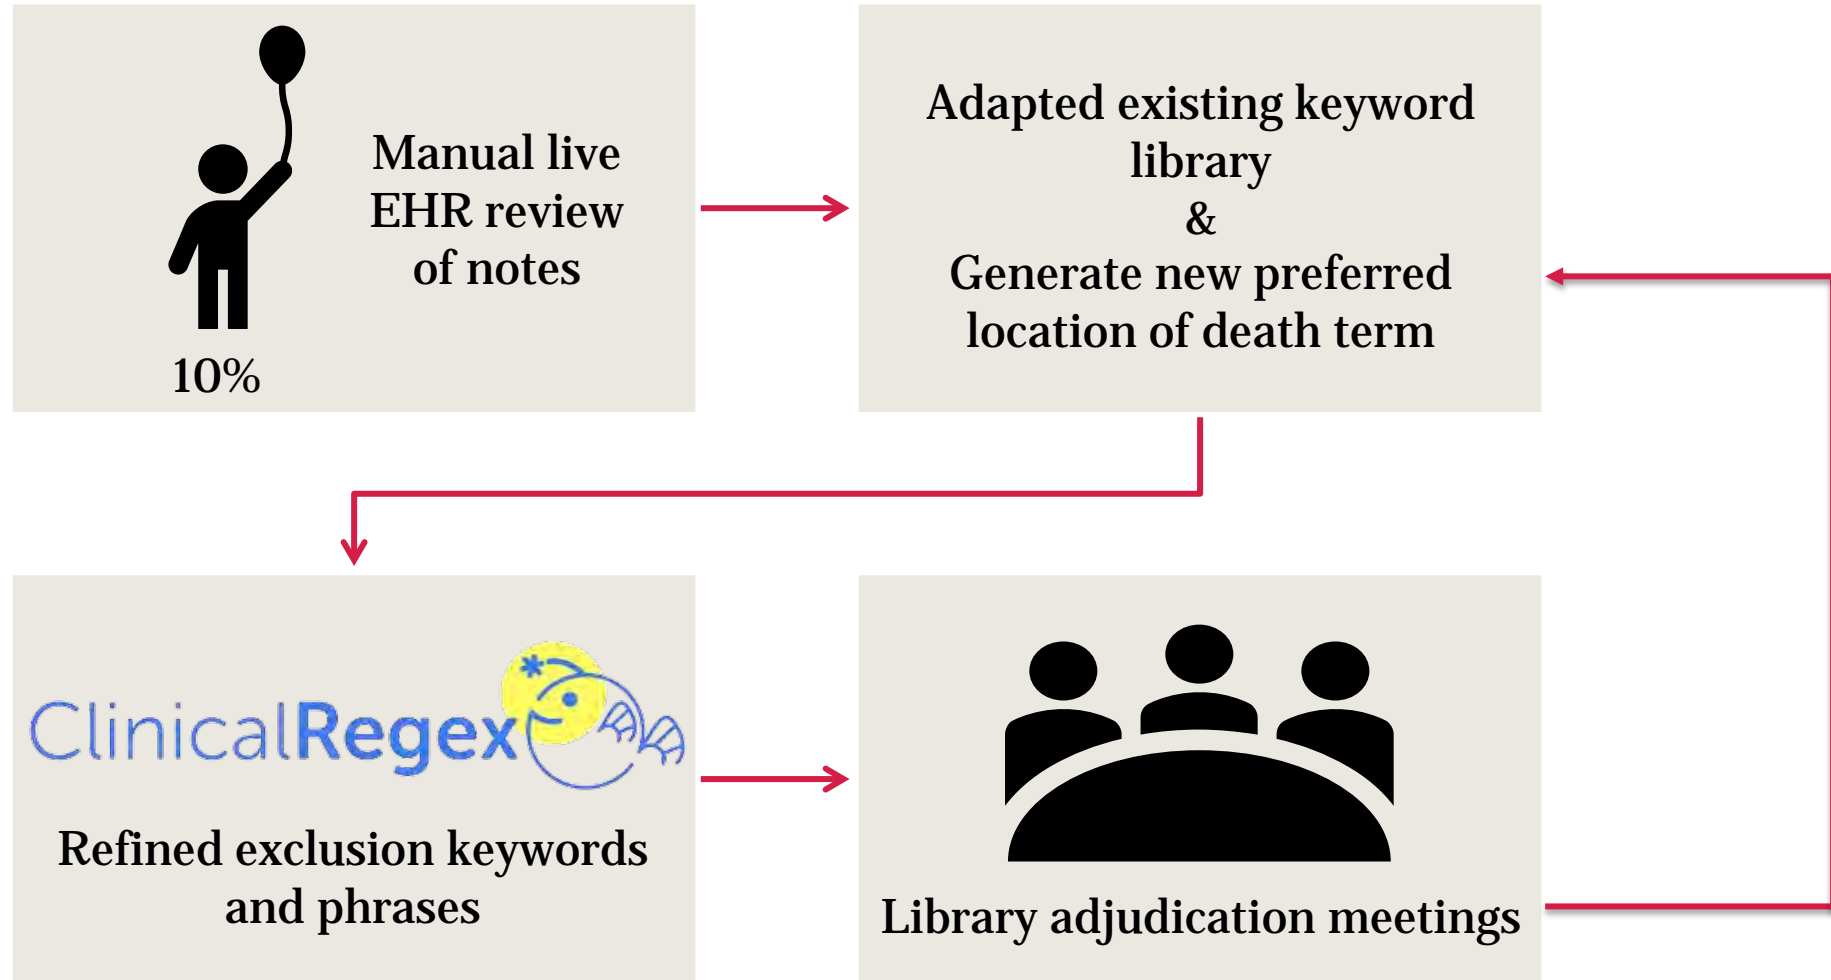 Manual live
EHR review
of notes
10%
Adapted existing keyword
library
&
Generate new preferred
location of death term
ClinicalRegex
Refined exclusion keywords
and phrases
Library adjudication meetings